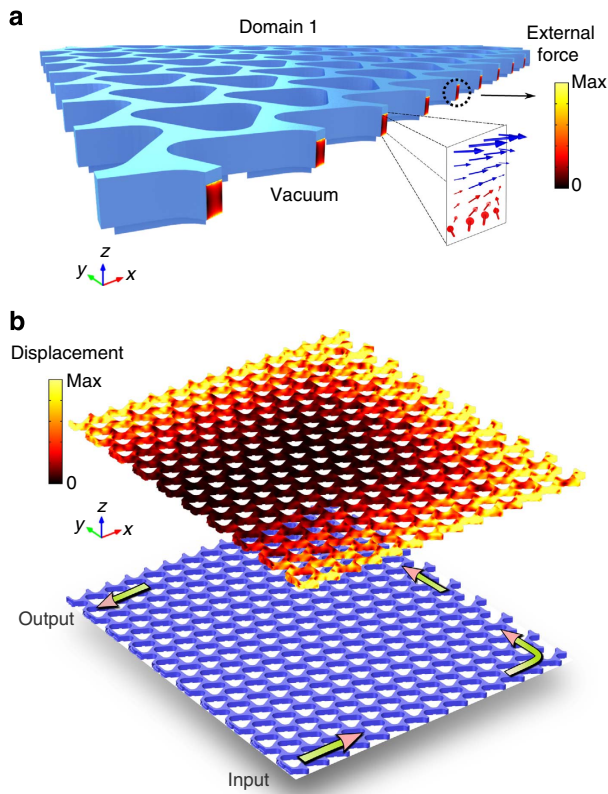 a
Domain 1
External
force
Max
0
Vacuum
z
y
x
b
Displacement
Max
0
z
y
x
Output
Input